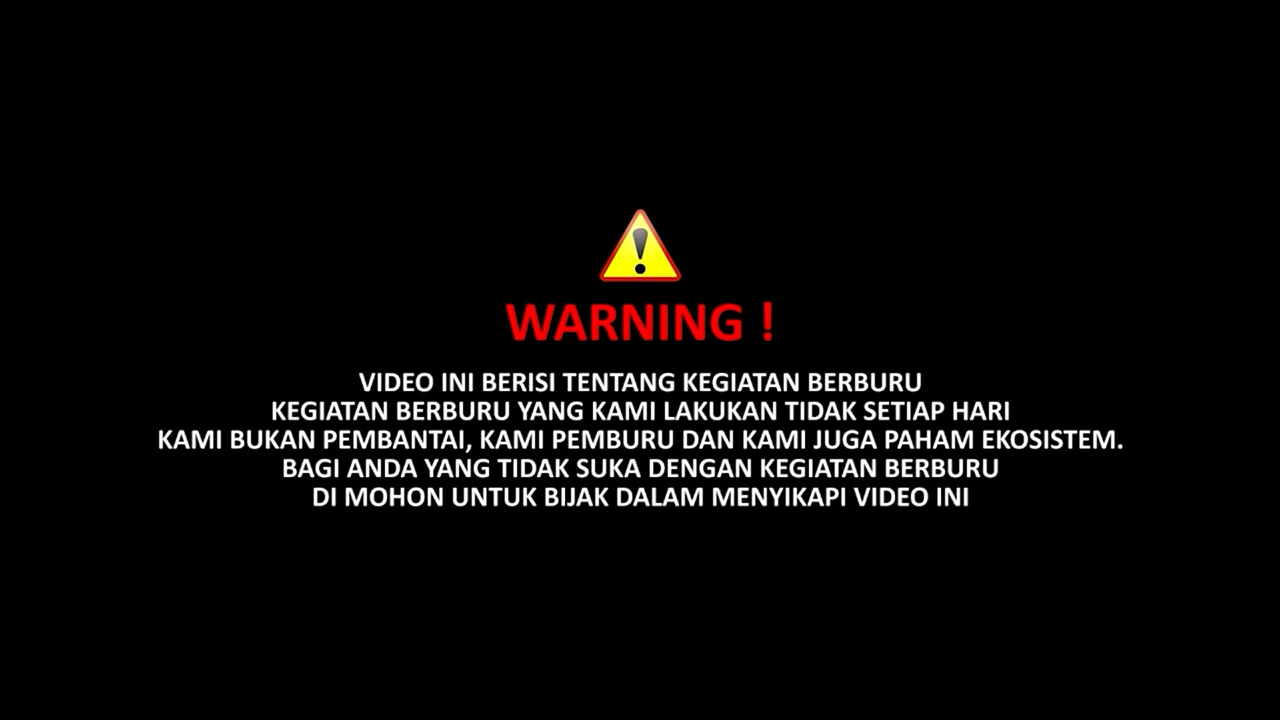 WARNING !
VIDEO INI BERISI TENTANG KEGIATAN BERBURU
KEGIATAN BERBURU YANG KAMI LAKUKAN TIDAK SETIAP HARI
KAMI BUKAN PEMBANTAI, KAMI PEMBURU DAN KAMI JUGA PAHAM EKOSISTEM.
BAGI ANDA YANG TIDAK SUKA DENGAN KEGIATAN BERBURU
DI MOHON UNTUK BIJAK DALAM MENYIKAPI VIDEO INI